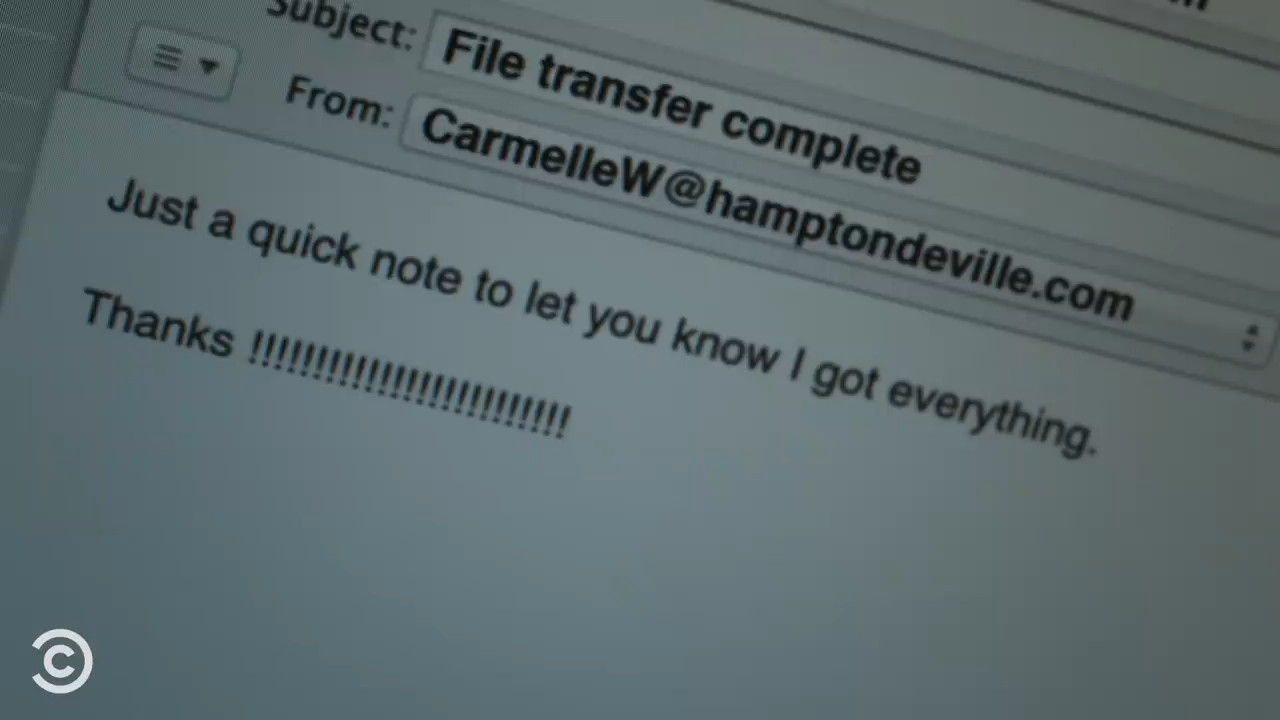 Subject: File transfer complete
From: CarmelleW@hamptondeville.com
Just a quick note to let you know I got everything.
Thanks !!!!!!!!!!!!!!!!!!!!!!!!!